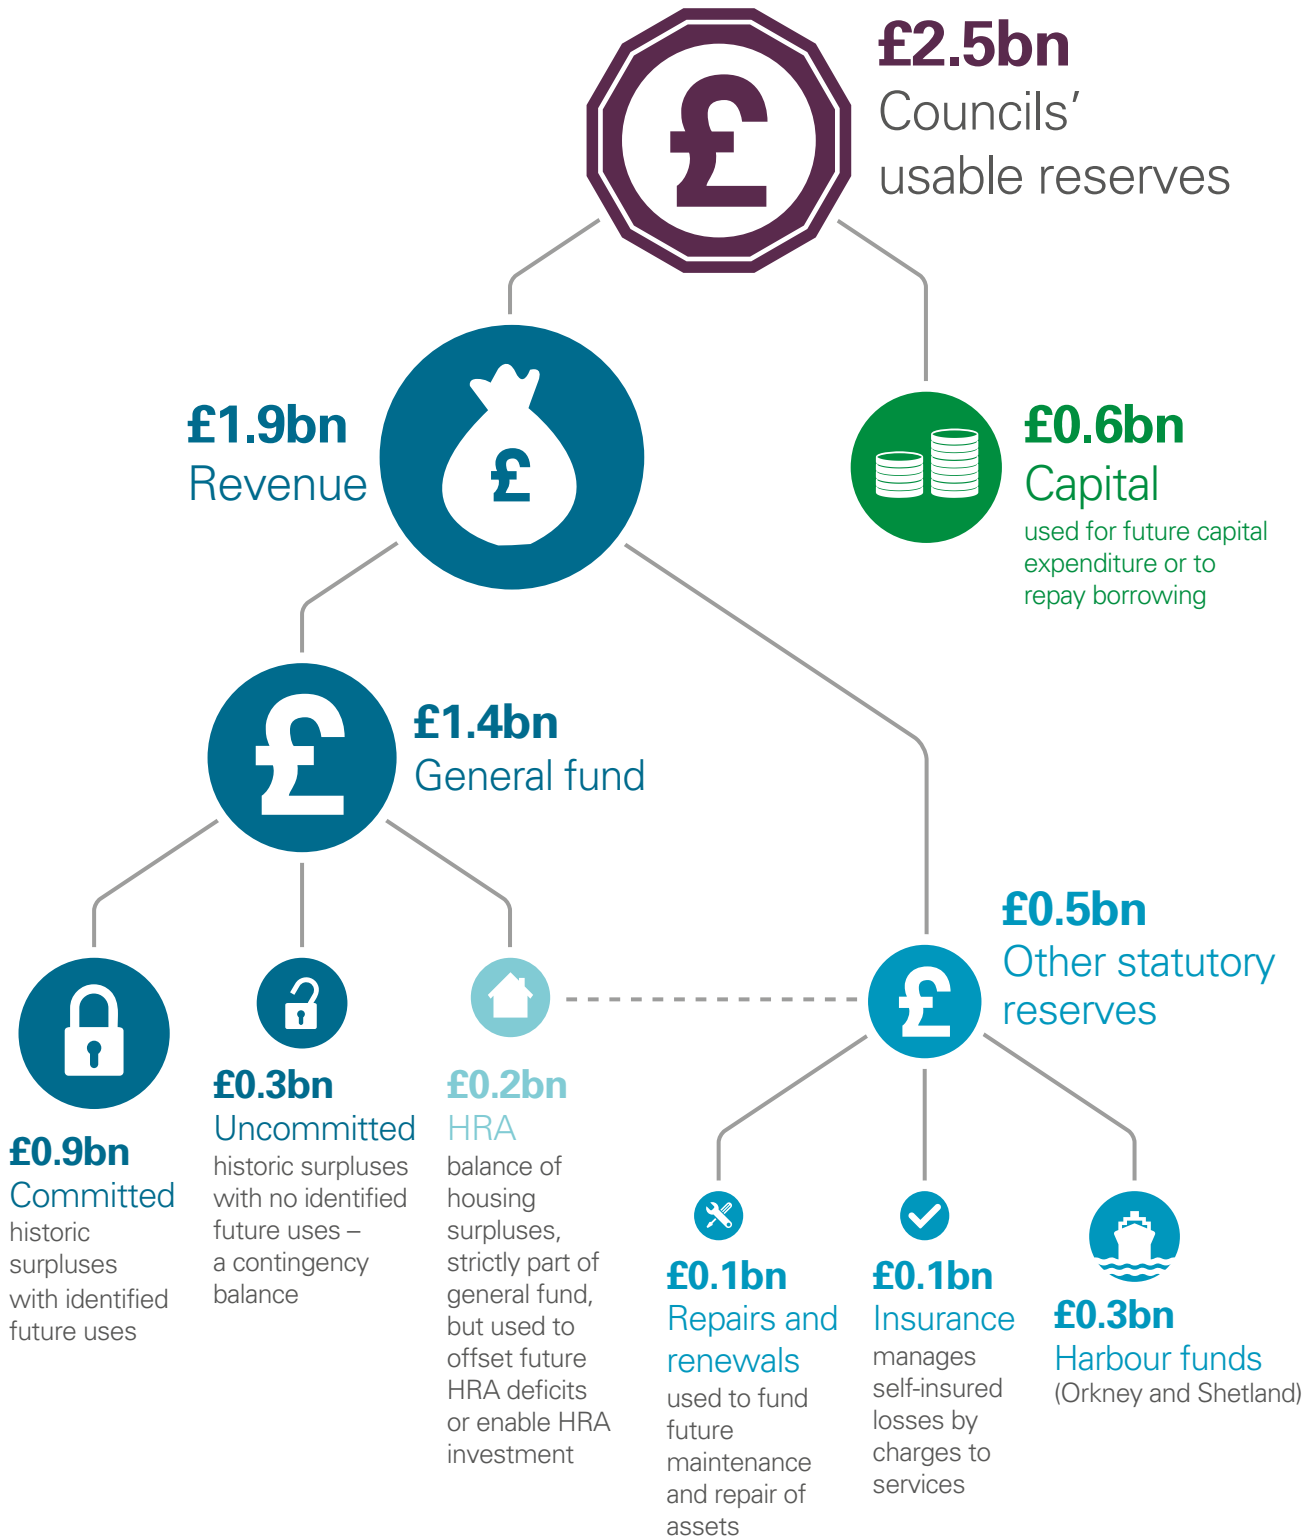 £2.5bn
Councils’
usable reserves
£1.9bn
Revenue
£0.6bn
Capital
used for future capital
expenditure or to
repay borrowing
£1.4bn
General fund
£0.5bn
Other statutory
reserves
£0.9bn
Committed
historic
surpluses
with identified
future uses
£0.3bn
Uncommitted
historic surpluses
with no identified
future uses –
a contingency
balance
£0.2bn
HRA
balance of
housing
surpluses,
strictly part of
general fund,
but used to
offset future
HRA deficits
or enable HRA
investment
£0.1bn
Repairs and
renewals
used to fund
future
maintenance
and repair of
assets
£0.1bn
Insurance
manages
self-insured
losses by
charges to
services
£0.3bn
Harbour funds
(Orkney and Shetland)